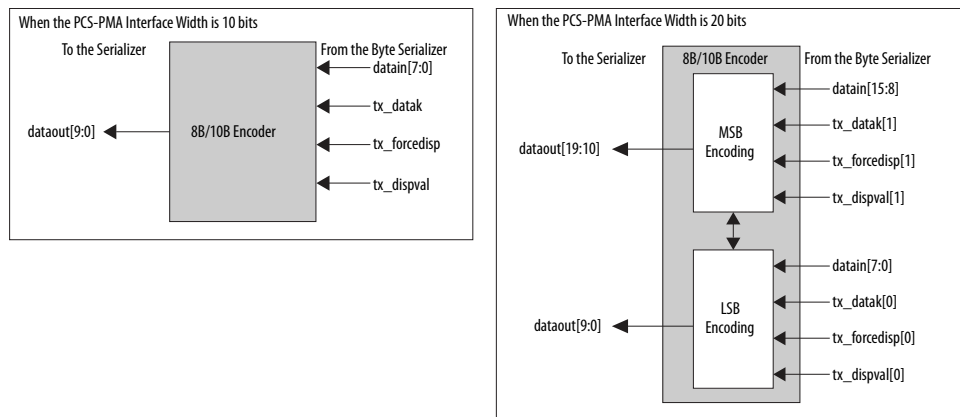 When the PCS-PMA Interface Width is 10 bits
To the Serializer
From the Byte Serializer
datain[7:0]
tx_datak
dataout[9:0]
8B/10B Encoder
tx_forcedisp
tx_dispval
When the PCS-PMA Interface Width is 20 bits
To the Serializer
8B/10B Encoder
From the Byte Serializer
datain[15:8]
tx_datak[1]
dataout[19:10]
MSB
Encoding
tx_forcedisp[1]
tx_dispval[1]
datain[7:0]
tx_datak[0]
dataout[9:0]
LSB
Encoding
tx_forcedisp[0]
tx_dispval[0]